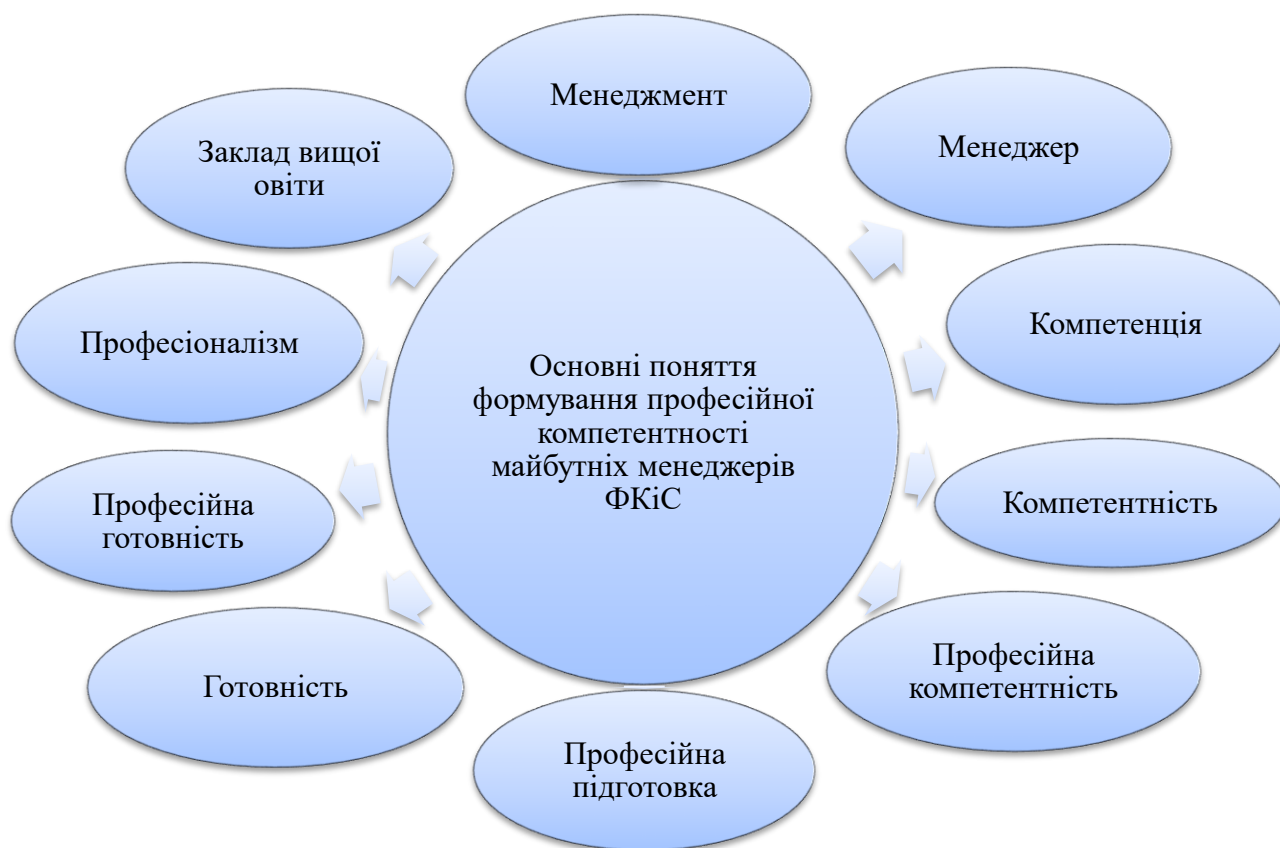 Менеджмент
Менеджер
Компетенція
Компетентність
Професійна
компетентність
Професійна
підготовка
Готовність
Професійна
готовність
Професіоналізм
Заклад вищої
овіти
Основні поняття
формування професійної
компетентності
майбутніх менеджерів
ФКіС